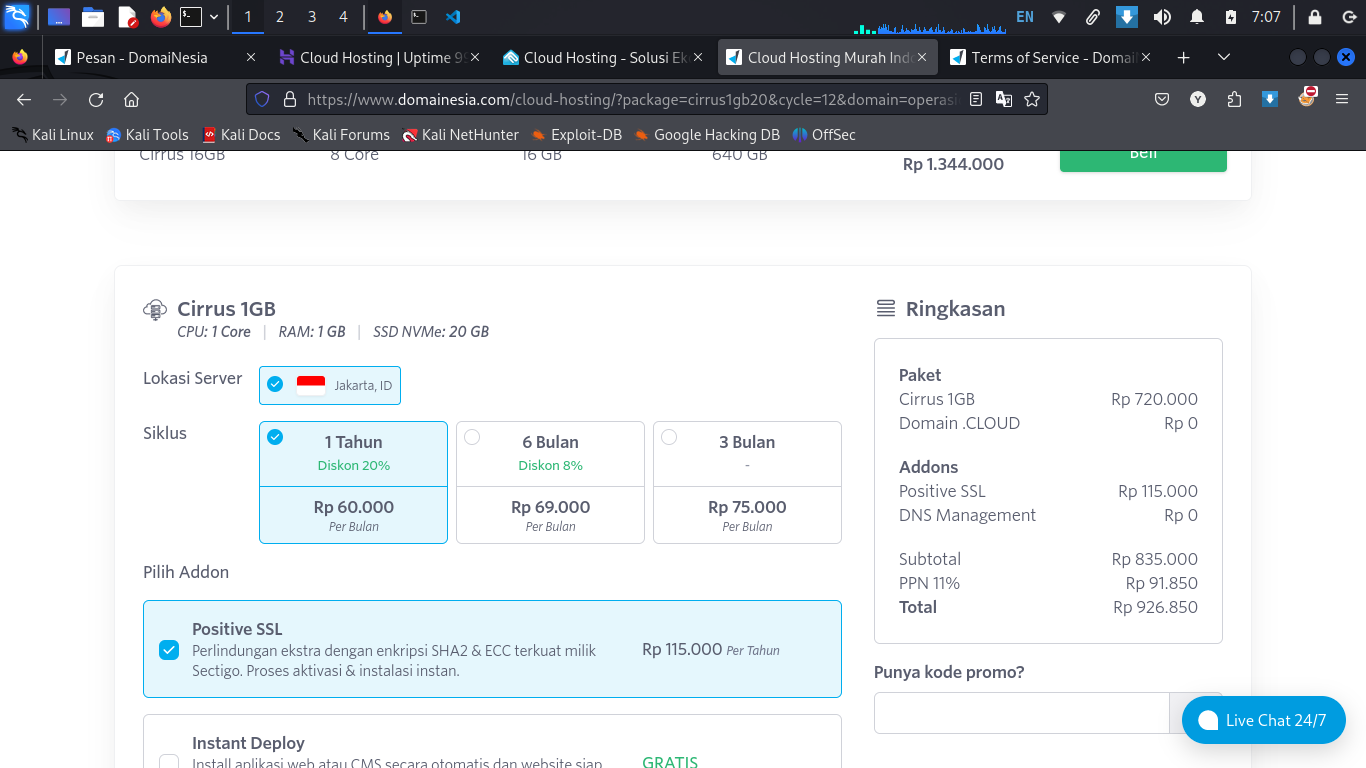 1 2 3 4 EN 7:07
Pesan - DomaiNesia
Cloud Hosting | Uptime 99
Cloud Hosting - Solusi Eko
Cloud Hosting Murah Indo
Terms of Service - DomaiN
https://www.domainesia.com/cloud-hosting/?package=cirrus1gb20&cycle=12&domain=operasi
Kali Linux Kali Tools Kali Docs Kali Forums Kali NetHunter Exploit-DB Google Hacking DB OffSec
Cirrus 16GB 8 Core 16 GB 640 GB Beli
Rp 1.344.000
Cirrus 1GB
CPU: 1 Core | RAM: 1 GB | SSD NVMe: 20 GB
Lokasi Server
Jakarta, ID
Siklus
1 Tahun
Diskon 20%
Rp 60.000
Per Bulan
6 Bulan
Diskon 8%
Rp 69.000
Per Bulan
3 Bulan
-
Rp 75.000
Per Bulan
Pilih Addon
Positive SSL
Perlindungan ekstra dengan enkripsi SHA2 & ECC terkuat milik
Sectigo. Proses aktivasi & instalasi instan.
Rp 115.000 Per Tahun
Instant Deploy
Install aplikasi web atau CMS secara otomatis dan website siap
GRATIS
Ringkasan
Paket
Cirrus 1GB Rp 720.000
Domain .CLOUD Rp 0
Addons
Positive SSL Rp 115.000
DNS Management Rp 0
Subtotal Rp 835.000
PPN 11% Rp 91.850
Total Rp 926.850
Punya kode promo?
Live Chat 24/7